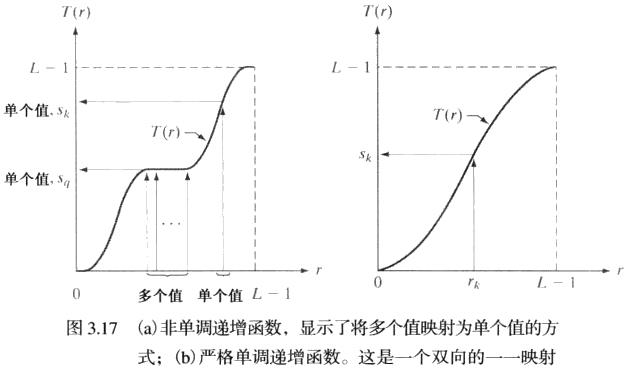 T(r)
L − 1
单个值, s_k
T(r)
单个值, s_q
...
0
多个值
单个值
L − 1
r
T(r)
L − 1
T(r)
s_k
0
r_k
L − 1
r
图 3.17 (a) 非单调递增函数, 显示了将多个值映射为单个值的方
式; (b) 严格单调递增函数。这是一个双向的一一映射